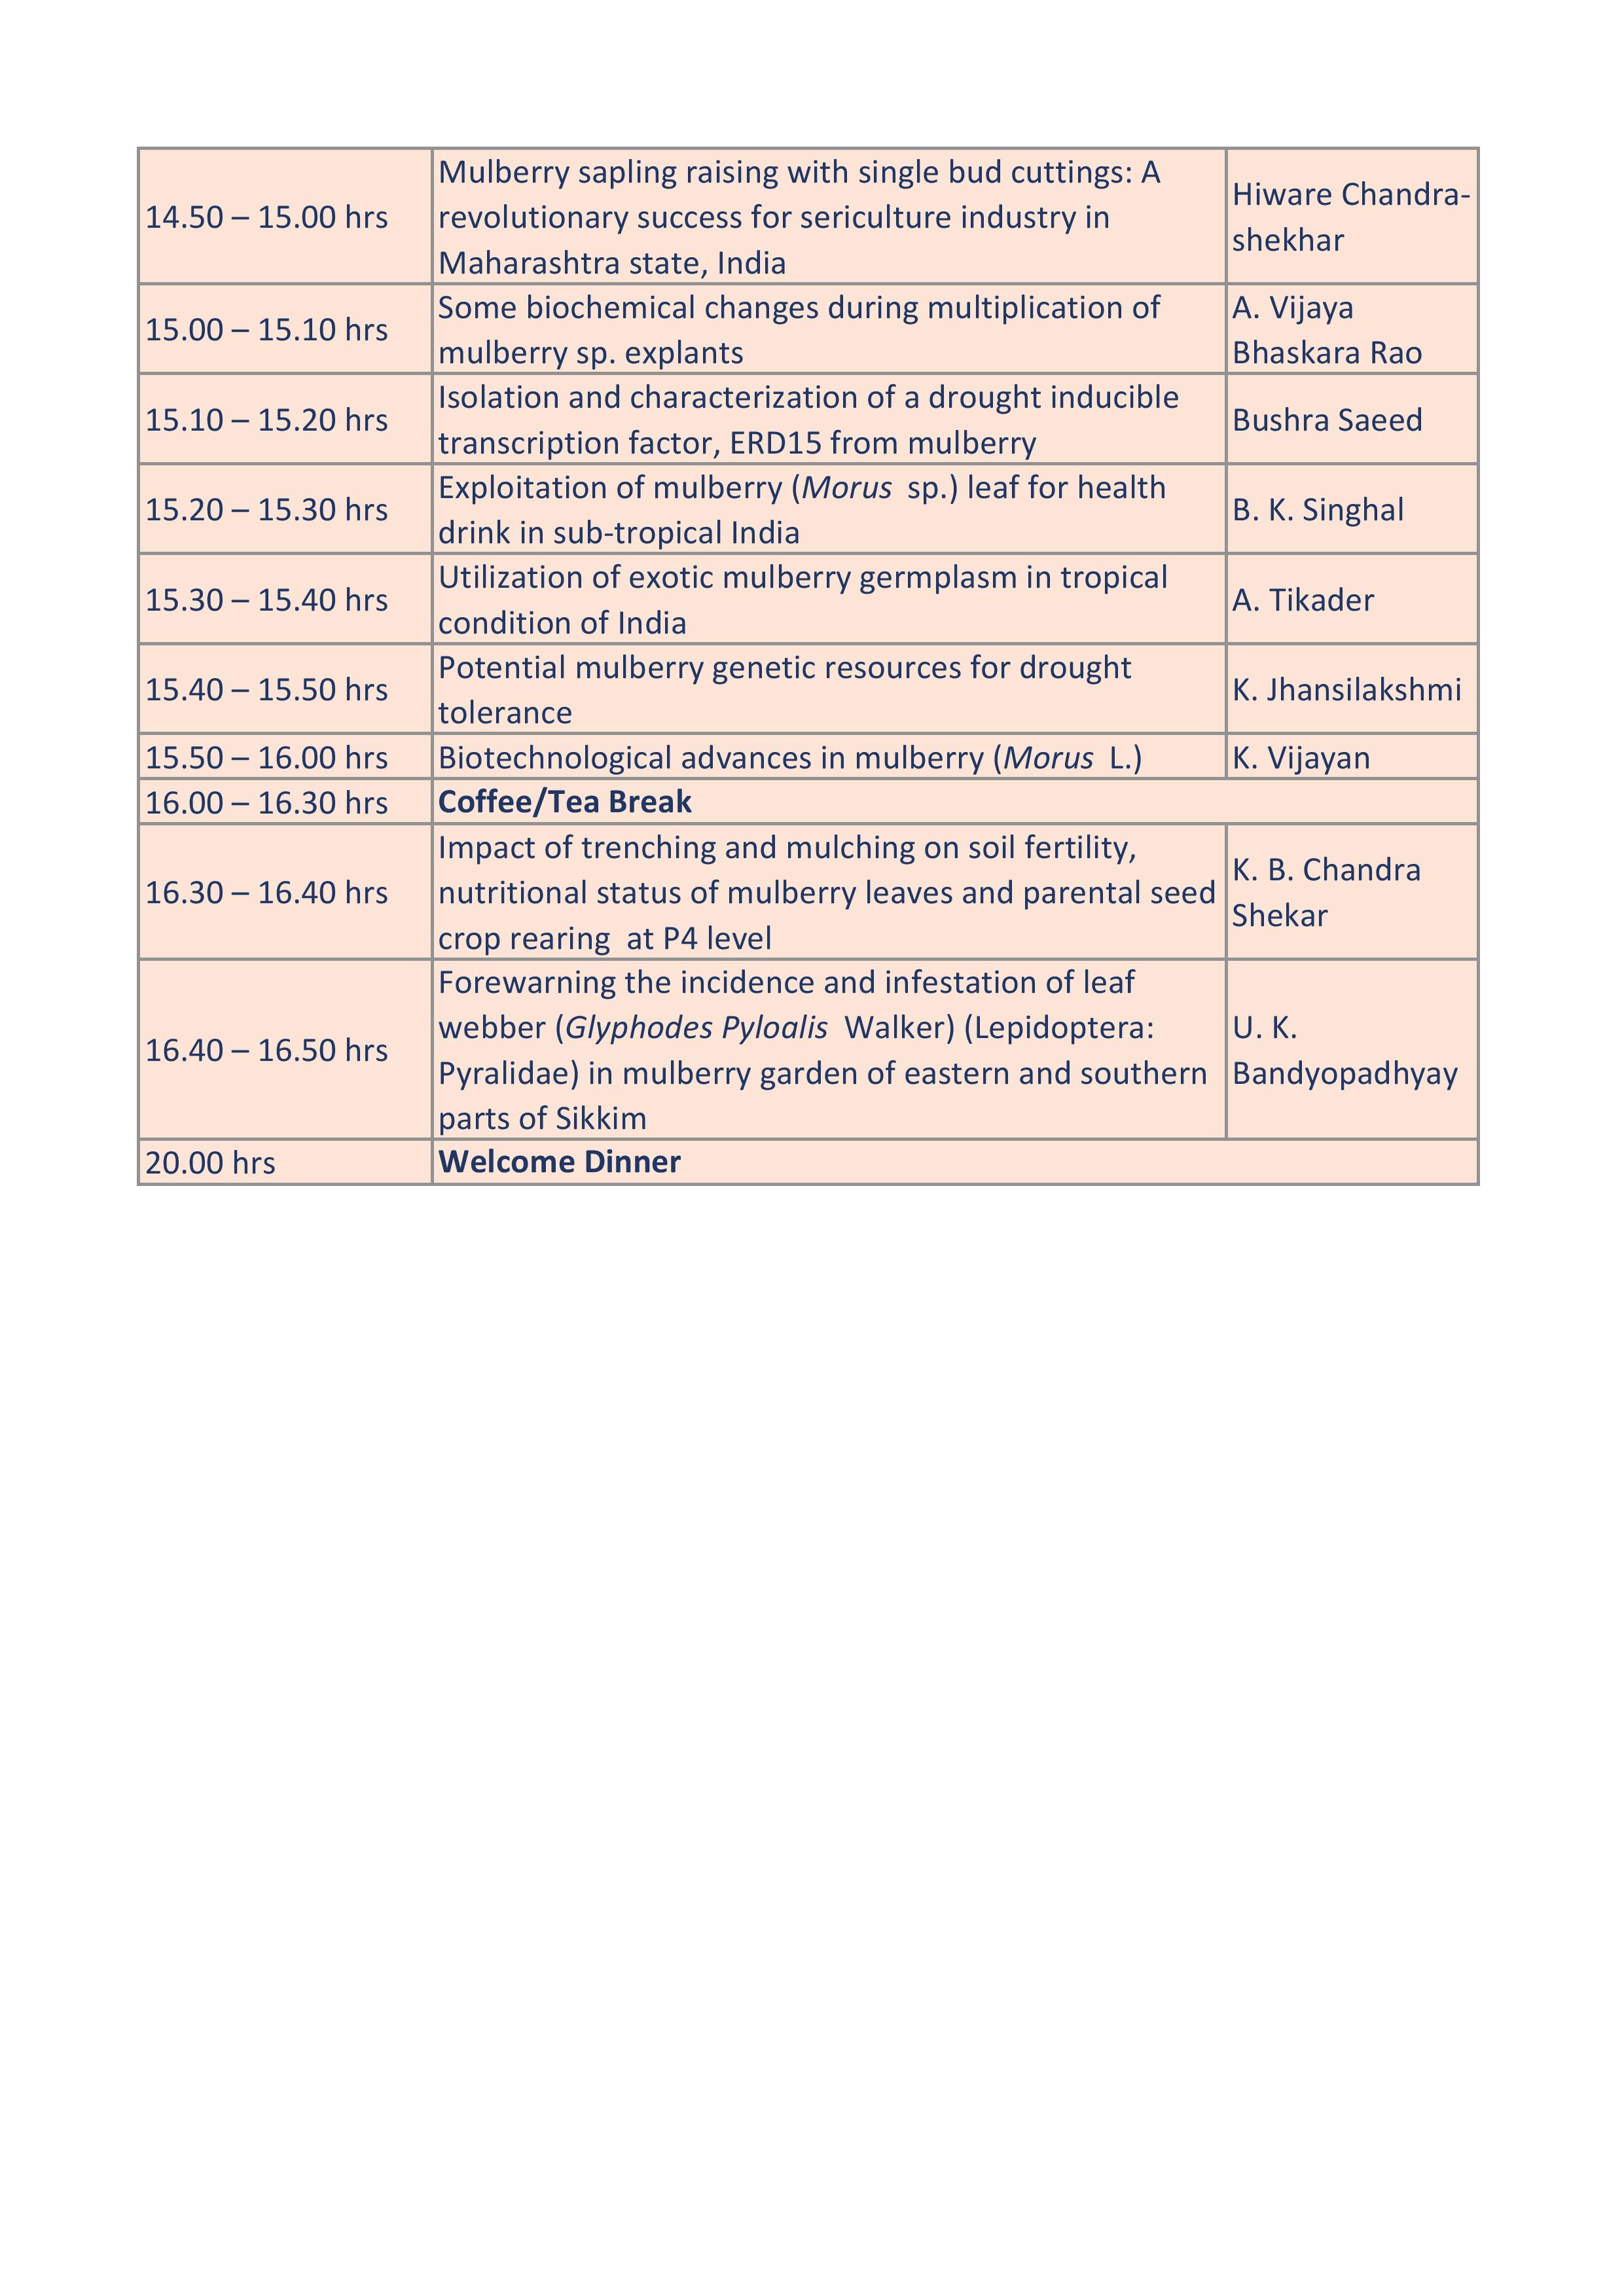 14.50 – 15.00 hrs
Mulberry sapling raising with single bud cuttings: A
revolutionary success for sericulture industry in
Maharashtra state, India
Hiware Chandra-
shekhar
15.00 – 15.10 hrs
Some biochemical changes during multiplication of
mulberry sp. explants
A. Vijaya
Bhaskara Rao
15.10 – 15.20 hrs
Isolation and characterization of a drought inducible
transcription factor, ERD15 from mulberry
Bushra Saeed
15.20 – 15.30 hrs
Exploitation of mulberry (Morus  sp.) leaf for health
drink in sub-tropical India
B. K. Singhal
15.30 – 15.40 hrs
Utilization of exotic mulberry germplasm in tropical
condition of India
A. Tikader
15.40 – 15.50 hrs
Potential mulberry genetic resources for drought
tolerance
K. Jhansilakshmi
15.50 – 16.00 hrs
Biotechnological advances in mulberry (Morus  L.)
K. Vijayan
16.00 – 16.30 hrs
Coffee/Tea Break
16.30 – 16.40 hrs
Impact of trenching and mulching on soil fertility,
nutritional status of mulberry leaves and parental seed
crop rearing  at P4 level
K. B. Chandra
Shekar
16.40 – 16.50 hrs
Forewarning the incidence and infestation of leaf
webber (Glyphodes Pyloalis  Walker) (Lepidoptera:
Pyralidae) in mulberry garden of eastern and southern
parts of Sikkim
U. K.
Bandyopadhyay
20.00 hrs
Welcome Dinner